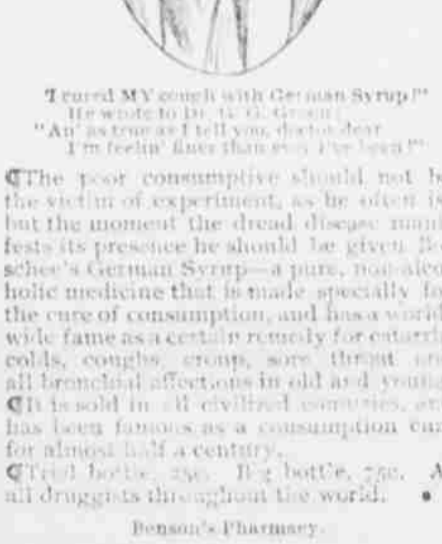 "I cured MY cough with German Syrup!"
He wrote to Dr. G. G. Green:
"An' as true as I tell you, doctor dear
I'm feelin' finer than ever I've been!"
¶The poor consumptive should not b
the victim of experiment, as he often is
but the moment the dread disease mani
fests its presence he should be given Bo
schee's German Syrup—a pure, non-alco
holic medicine that is made specially fo
the cure of consumption, and has a world
wide fame as a certain remedy for catarrh
colds, coughs, croup, sore throat an
all bronchial affections in old and young
¶It is sold in all civilized countries, an
has been famous as a consumption cur
for almost half a century.
¶Trial bottle, 25c. Big bottle, 75c. A
all druggists throughout the world.
Benson's Pharmacy.